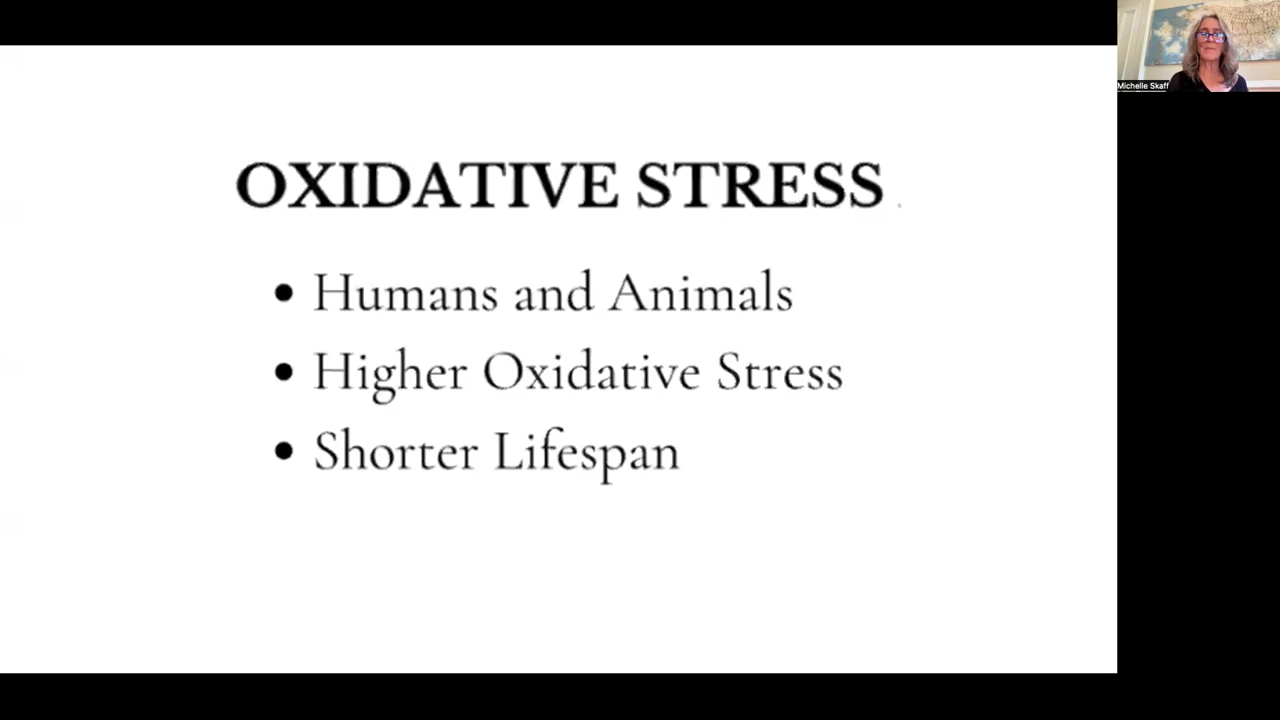 OXIDATIVE STRESS
• Humans and Animals
• Higher Oxidative Stress
• Shorter Lifespan
Michelle Skaff